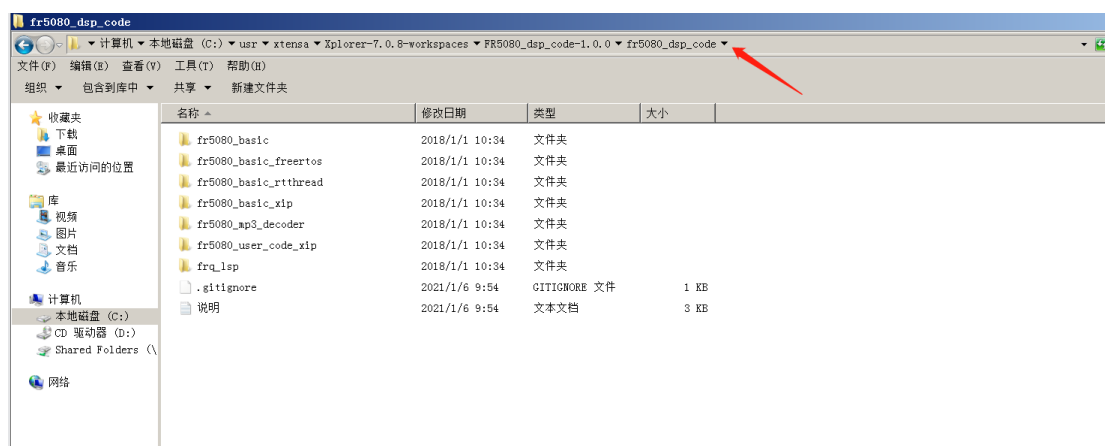 fr5080_dsp_code
计算机 本地磁盘 (C:) usr xtensa Xplorer-7.0.8-workspaces FR5080_dsp_code-1.0.0 fr5080_dsp_code
文件(F) 编辑(E) 查看(V) 工具(T) 帮助(H)
组织 包含到库中 共享 新建文件夹
名称 修改日期 类型 大小
收藏夹
下载
桌面
最近访问的位置
库
视频
图片
文档
音乐
计算机
本地磁盘 (C:)
CD 驱动器 (D:)
Shared Folders (\
网络
fr5080_basic 2018/1/1 10:34 文件夹
fr5080_basic_freertos 2018/1/1 10:34 文件夹
fr5080_basic_rtthread 2018/1/1 10:34 文件夹
fr5080_basic_xip 2018/1/1 10:34 文件夹
fr5080_mp3_decoder 2018/1/1 10:34 文件夹
fr5080_user_code_xip 2018/1/1 10:34 文件夹
frq_lsp 2018/1/1 10:34 文件夹
.gitignore 2021/1/6 9:54 GITIGNORE 文件 1 KB
说明 2021/1/6 9:54 文本文档 3 KB